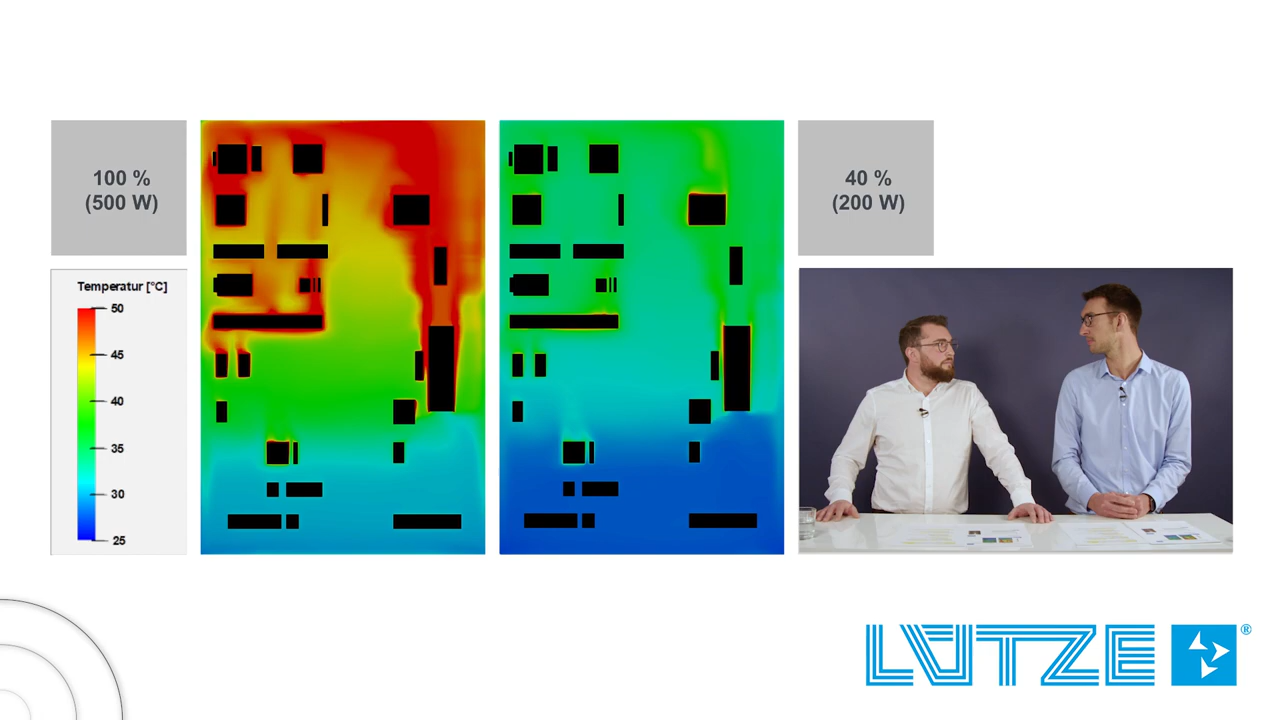 100 %
(500 W)
40 %
(200 W)
Temperatur [°C]
50
45
40
35
30
25
LÜTZE ®